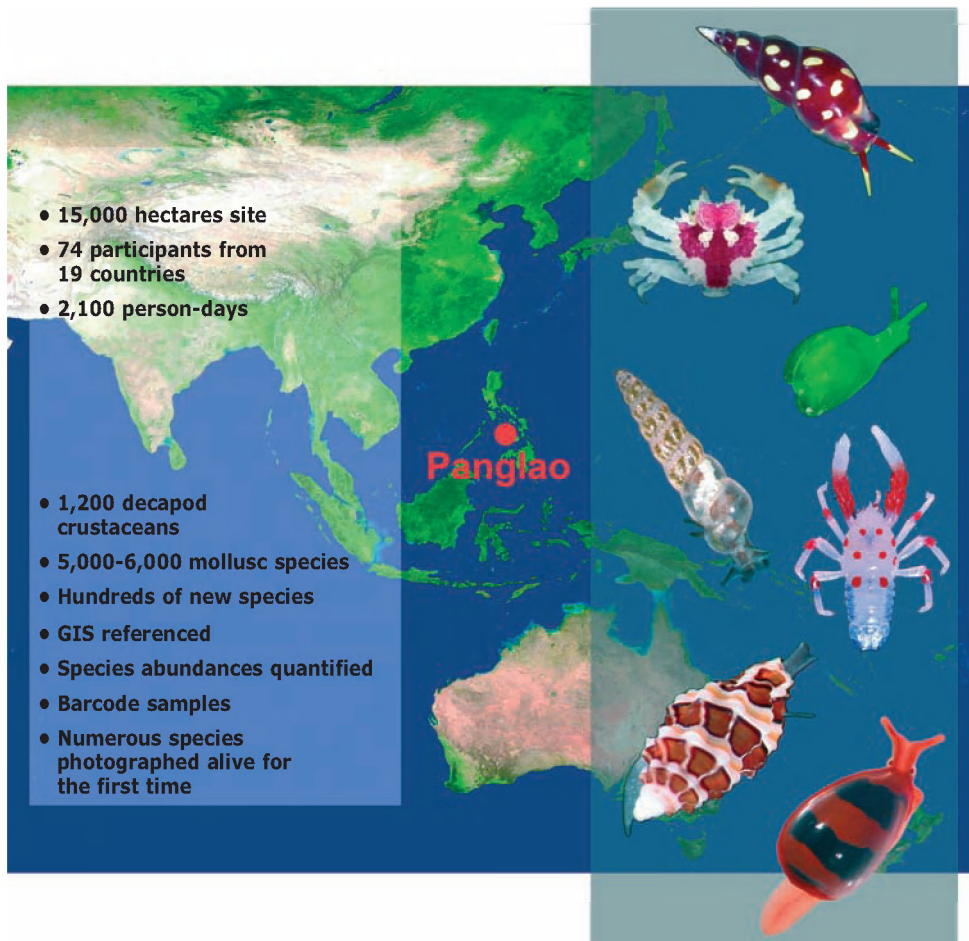 • 15,000 hectares site
• 74 participants from
19 countries
• 2,100 person-days
Panglao
• 1,200 decapod
crustaceans
• 5,000-6,000 mollusc species
• Hundreds of new species
• GIS referenced
• Species abundances quantified
• Barcode samples
• Numerous species
photographed alive for
the first time